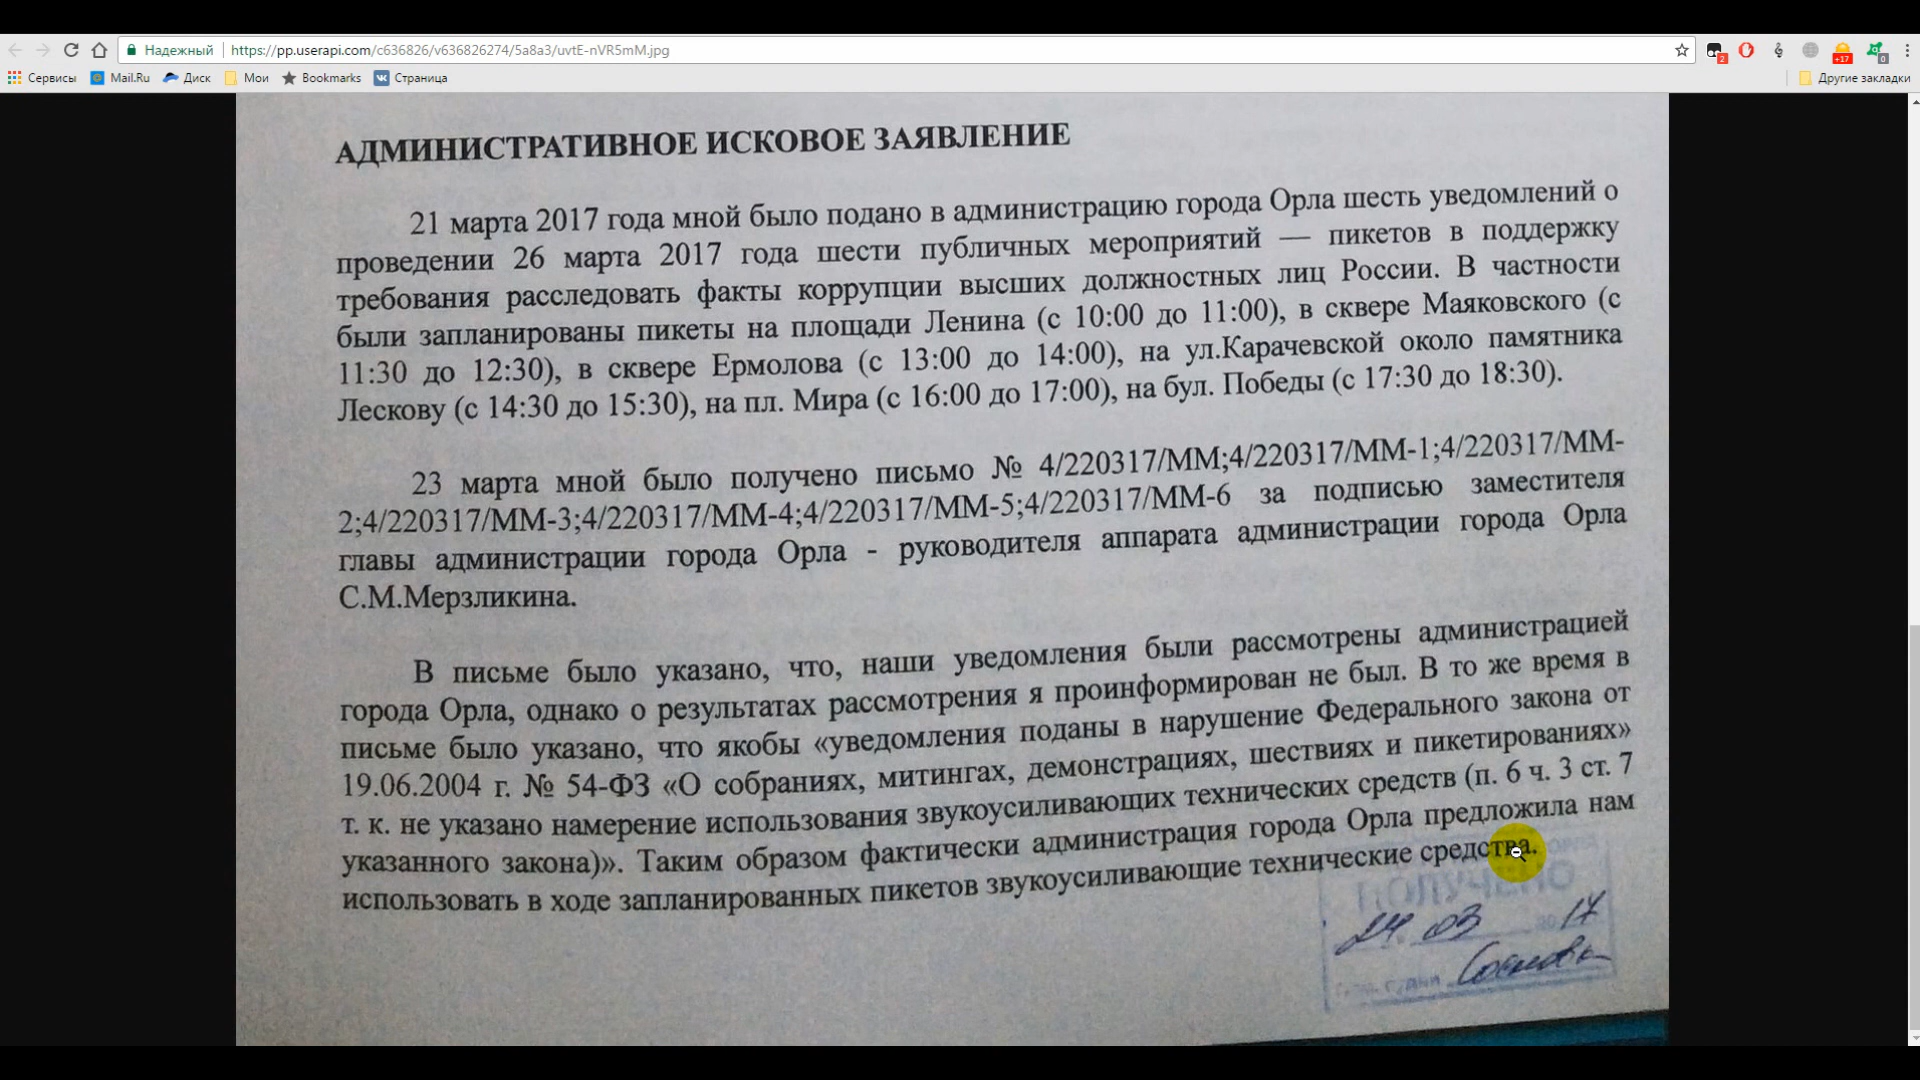 Надежный
https://pp.userapi.com/c636826/v636826274/5a8a3/uvtE-nVR5mM.jpg
2
+17
0
Сервисы
Mail.Ru
Диск
Мои
Bookmarks
Страница
Другие закладки
АДМИНИСТРАТИВНОЕ ИСКОВОЕ ЗАЯВЛЕНИЕ
21 марта 2017 года мной было подано в администрацию города Орла шесть уведомлений о
проведении 26 марта 2017 года шести публичных мероприятий — пикетов в поддержку
требования расследовать факты коррупции высших должностных лиц России. В частности
были запланированы пикеты на площади Ленина (с 10:00 до 11:00), в сквере Маяковского (с
11:30 до 12:30), в сквере Ермолова (с 13:00 до 14:00), на ул.Карачевской около памятника
Лескову (с 14:30 до 15:30), на пл. Мира (с 16:00 до 17:00), на бул. Победы (с 17:30 до 18:30).
23 марта мной было получено письмо № 4/220317/ММ;4/220317/ММ-1;4/220317/ММ-
2;4/220317/ММ-3;4/220317/ММ-4;4/220317/ММ-5;4/220317/ММ-6 за подписью заместителя
главы администрации города Орла - руководителя аппарата администрации города Орла
С.М.Мерзликина.
В письме было указано, что, наши уведомления были рассмотрены администрацией
города Орла, однако о результатах рассмотрения я проинформирован не был. В то же время в
письме было указано, что якобы «уведомления поданы в нарушение Федерального закона от
19.06.2004 г. № 54-ФЗ «О собраниях, митингах, демонстрациях, шествиях и пикетированиях»
т. к. не указано намерение использования звукоусиливающих технических средств (п. 6 ч. 3 ст. 7
указанного закона)». Таким образом фактически администрация города Орла предложила нам
использовать в ходе запланированных пикетов звукоусиливающие технические средства.
ПОЛУЧЕНО
24 03 17